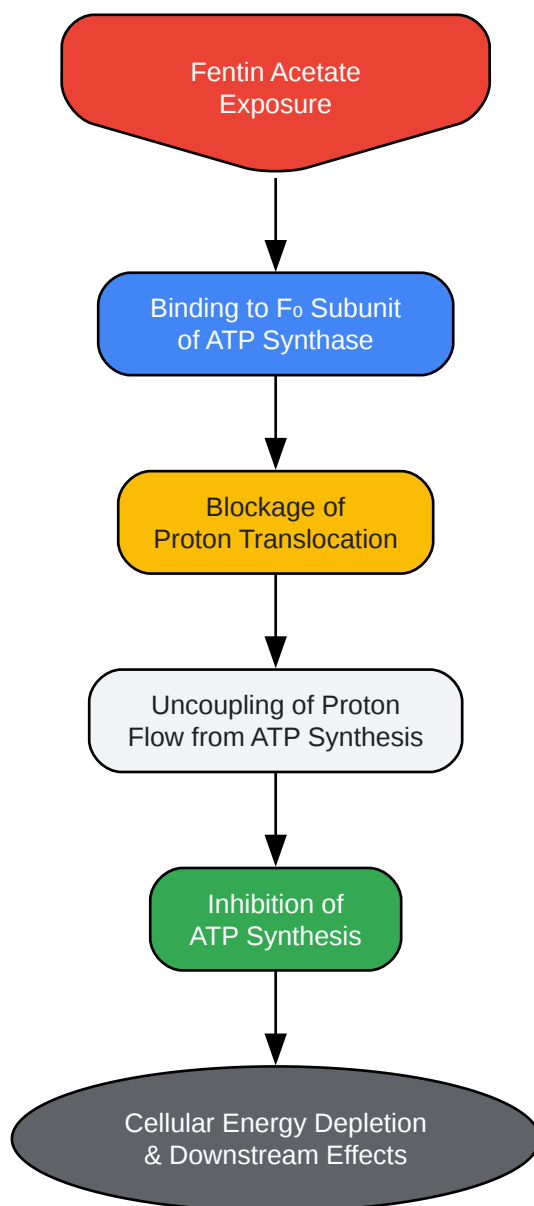 Fentin Acetate
Exposure
Binding to F₀ Subunit
of ATP Synthase
Blockage of
Proton Translocation
Uncoupling of Proton
Flow from ATP Synthesis
Inhibition of
ATP Synthesis
Cellular Energy Depletion
& Downstream Effects